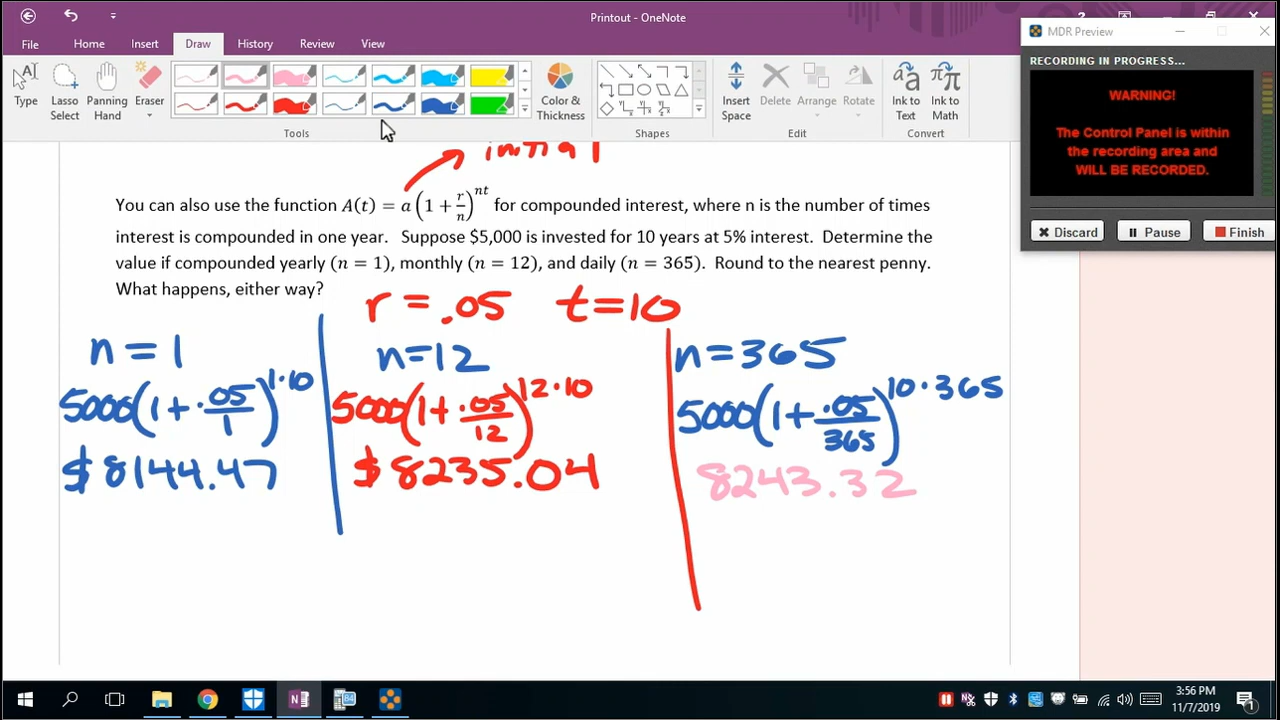 Printout - OneNote
?
File Home Insert Draw History Review View
Type
Lasso Select
Panning Hand
Eraser
Color & Thickness
Insert Space
Delete
Arrange
Rotate
Ink to Text
Ink to Math
Tools
Shapes
Edit
Convert
MDR Preview
RECORDING IN PROGRESS...
WARNING!
The Control Panel is within
the recording area and
WILL BE RECORDED.
Discard Pause Finish
initial
You can also use the function A(t) = a(1 + r/n)^nt for compounded interest, where n is the number of times
interest is compounded in one year. Suppose $5,000 is invested for 10 years at 5% interest. Determine the
value if compounded yearly (n = 1), monthly (n = 12), and daily (n = 365). Round to the nearest penny.
What happens, either way?
r = .05 t=10
n = 1
5000(1+ .05/1)^1·10
$8144.47
n=12
5000(1+ .05/12)^12·10
$8235.04
n=365
5000(1+ .05/365)^10·365
8243.32
3:56 PM
11/7/2019
1